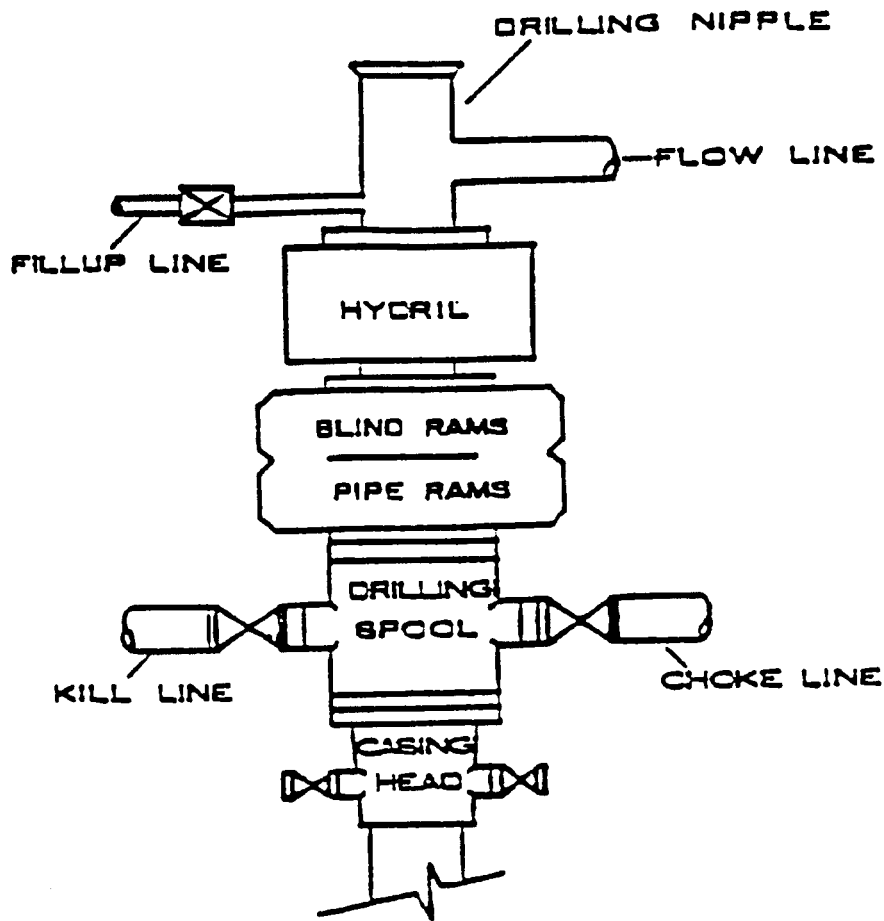 DRILLING NIPPLE
FLOW LINE
FILLUP LINE
HYDRIL
BLIND RAMS
PIPE RAMS
DRILLING
SPOOL
KILL LINE
CHOKE LINE
CASING
HEAD